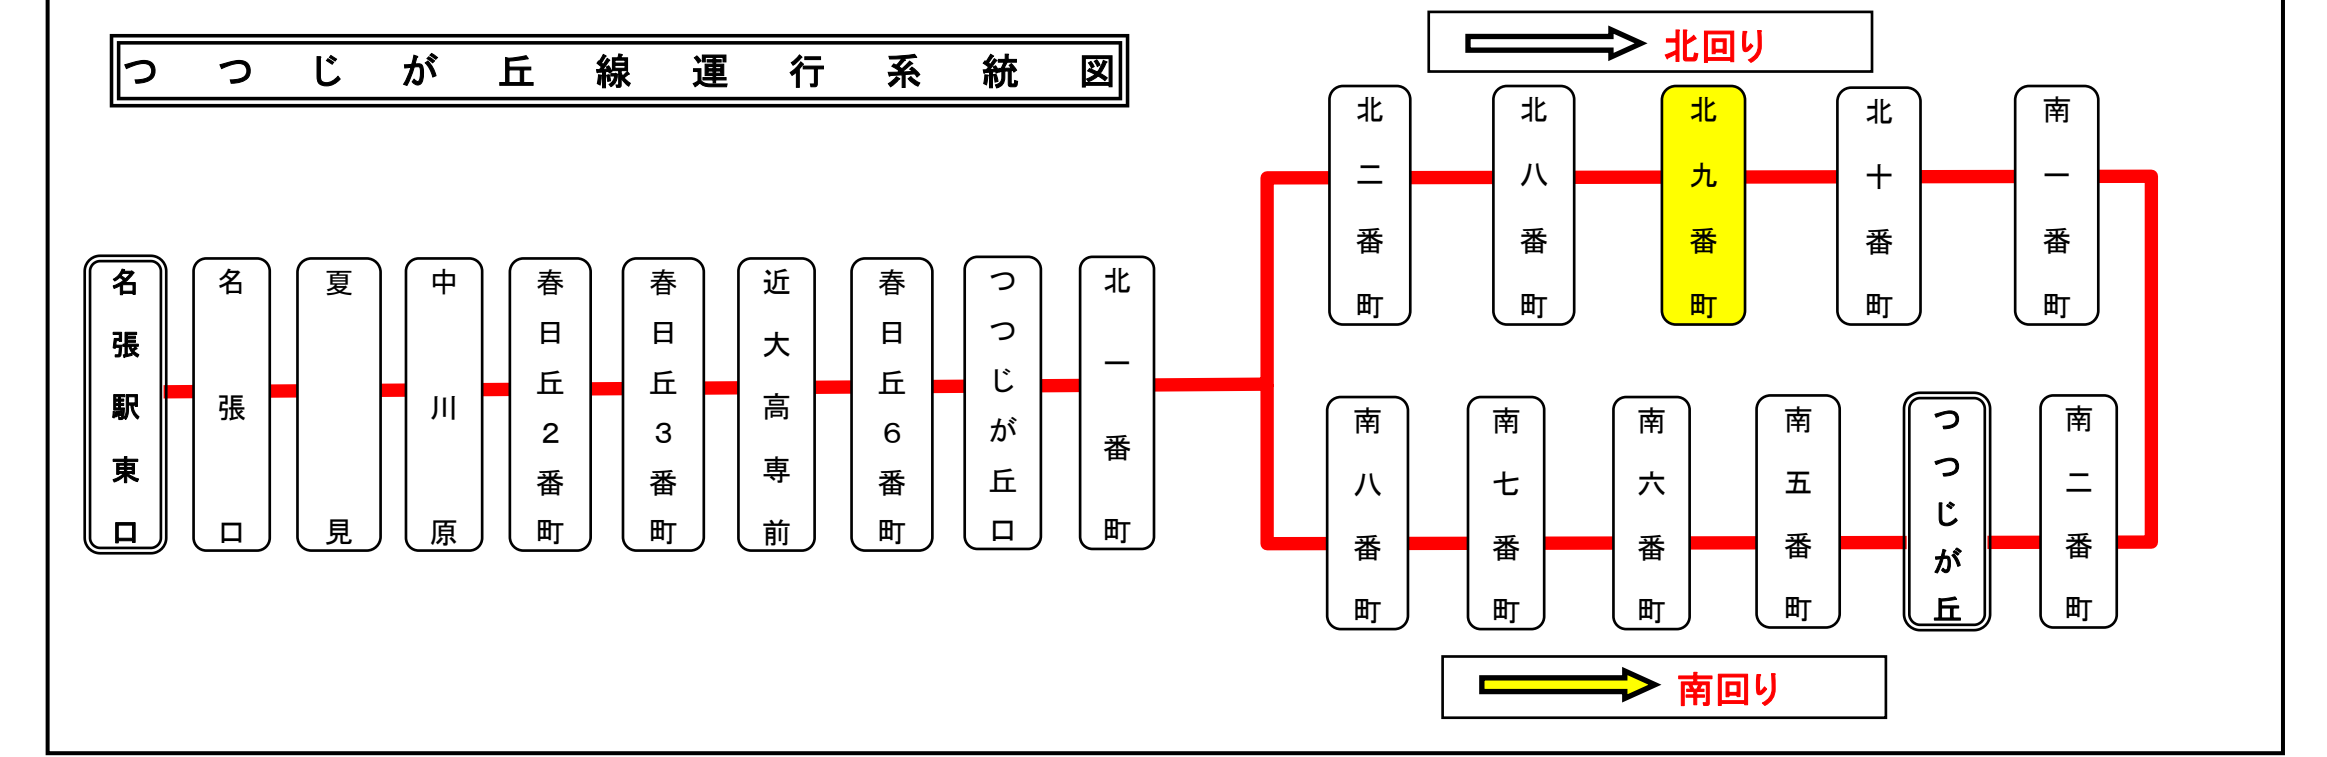 つつじが丘線運行系統図
北回り
北二番町
北八番町
北九番町
北十番町
南一番町
名張駅東口
名張口
夏見
中川原
春日丘2番町
春日丘3番町
近大高専前
春日丘6番町
つつじが丘口
北一番町
南八番町
南七番町
南六番町
南五番町
つつじが丘
南二番町
南回り